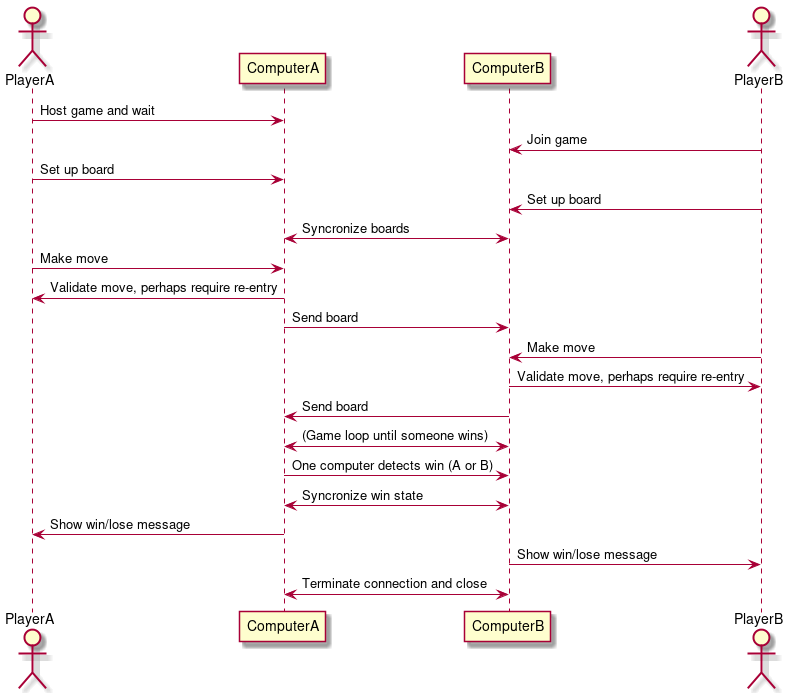 PlayerA
ComputerA
ComputerB
PlayerB
Host game and wait
Join game
Set up board
Set up board
Syncronize boards
Make move
Validate move, perhaps require re-entry
Send board
Make move
Validate move, perhaps require re-entry
Send board
(Game loop until someone wins)
One computer detects win (A or B)
Syncronize win state
Show win/lose message
Show win/lose message
Terminate connection and close
PlayerA
ComputerA
ComputerB
PlayerB